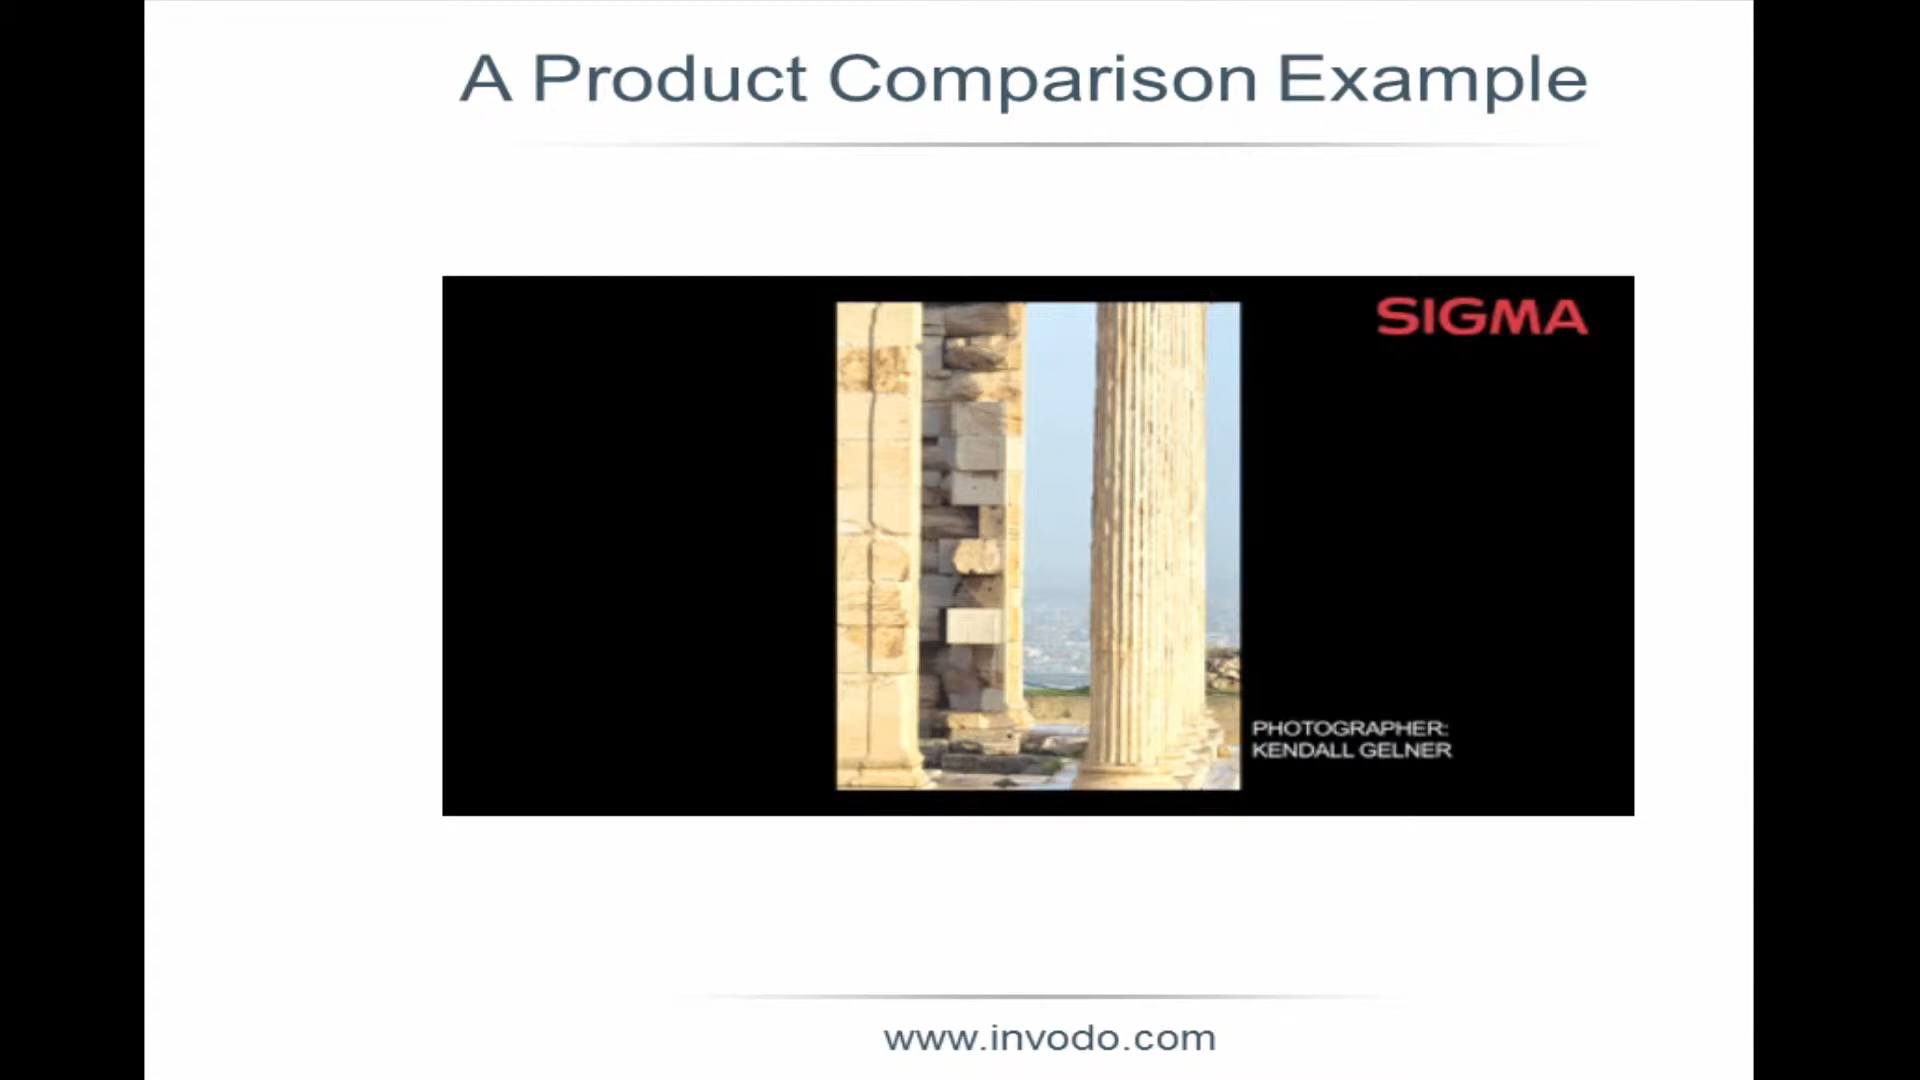 A Product Comparison Example
SIGMA
PHOTOGRAPHER:
KENDALL GELNER
www.invodo.com